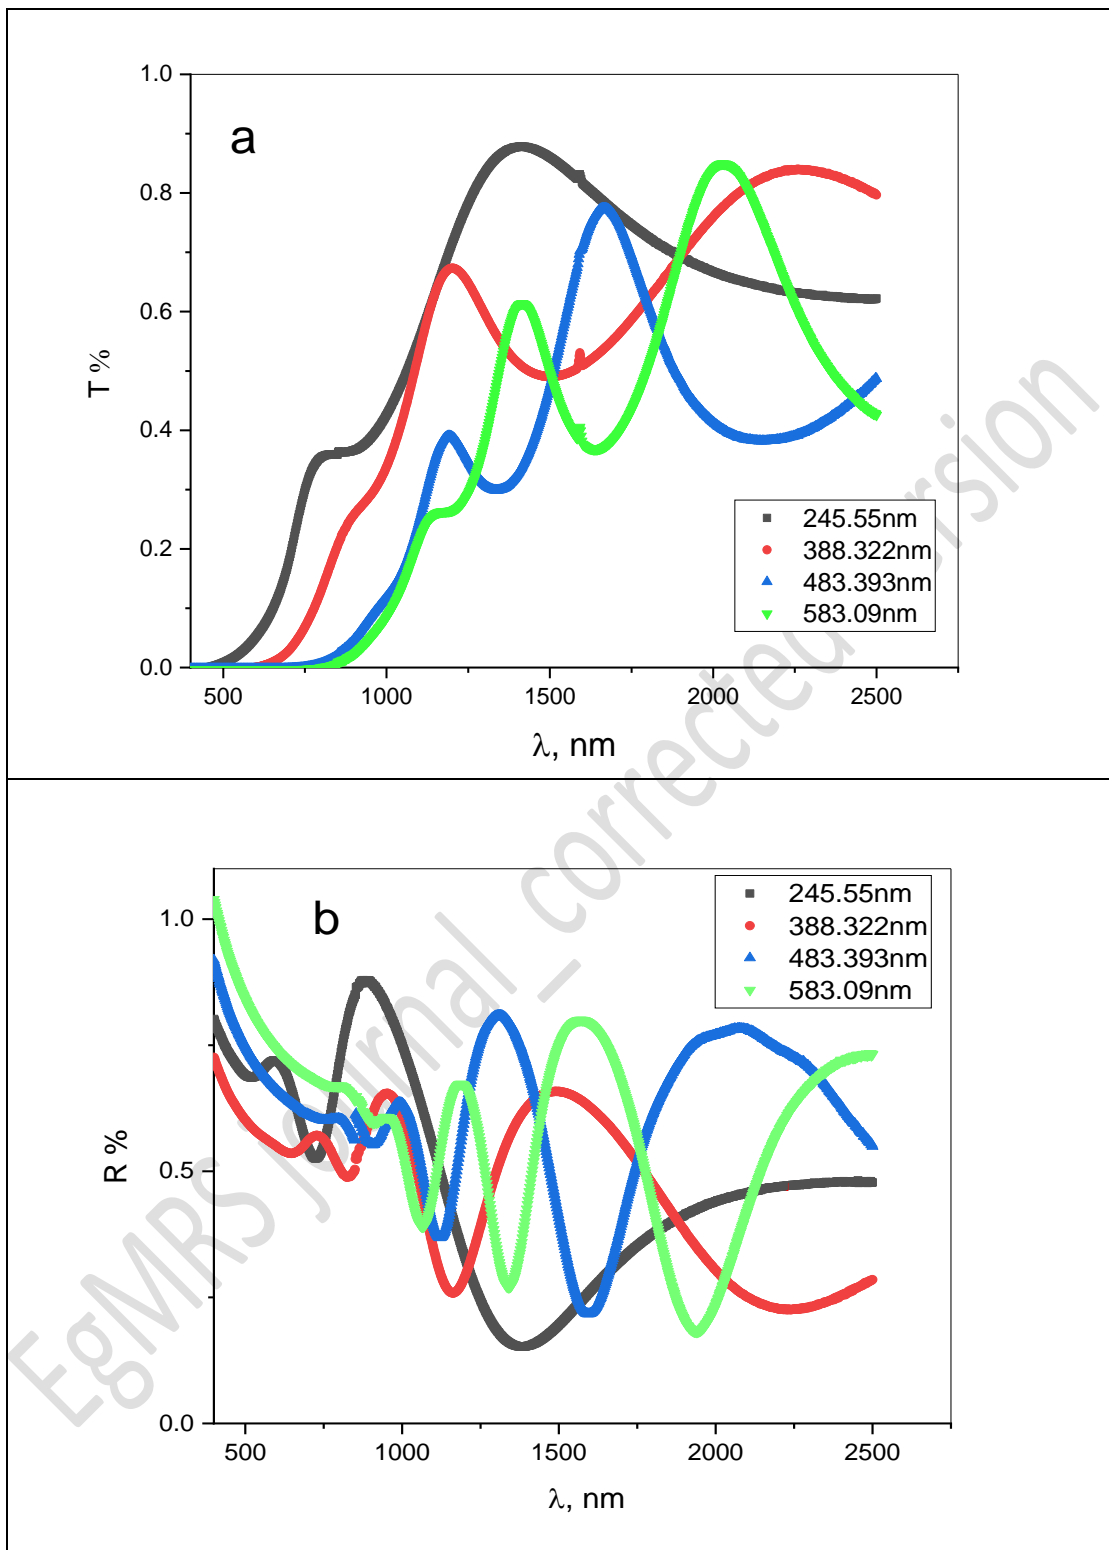 1.0
a
0.8
0.6
T %
0.4
245.55nm
388.322nm
0.2
483.393nm
583.09nm
0.0
500 1000 1500 2000 2500
λ, nm
245.55nm
1.0
b
388.322nm
483.393nm
583.09nm
R %
0.5
0.0
500 1000 1500 2000 2500
λ, nm
EgMRS journal_corrected version